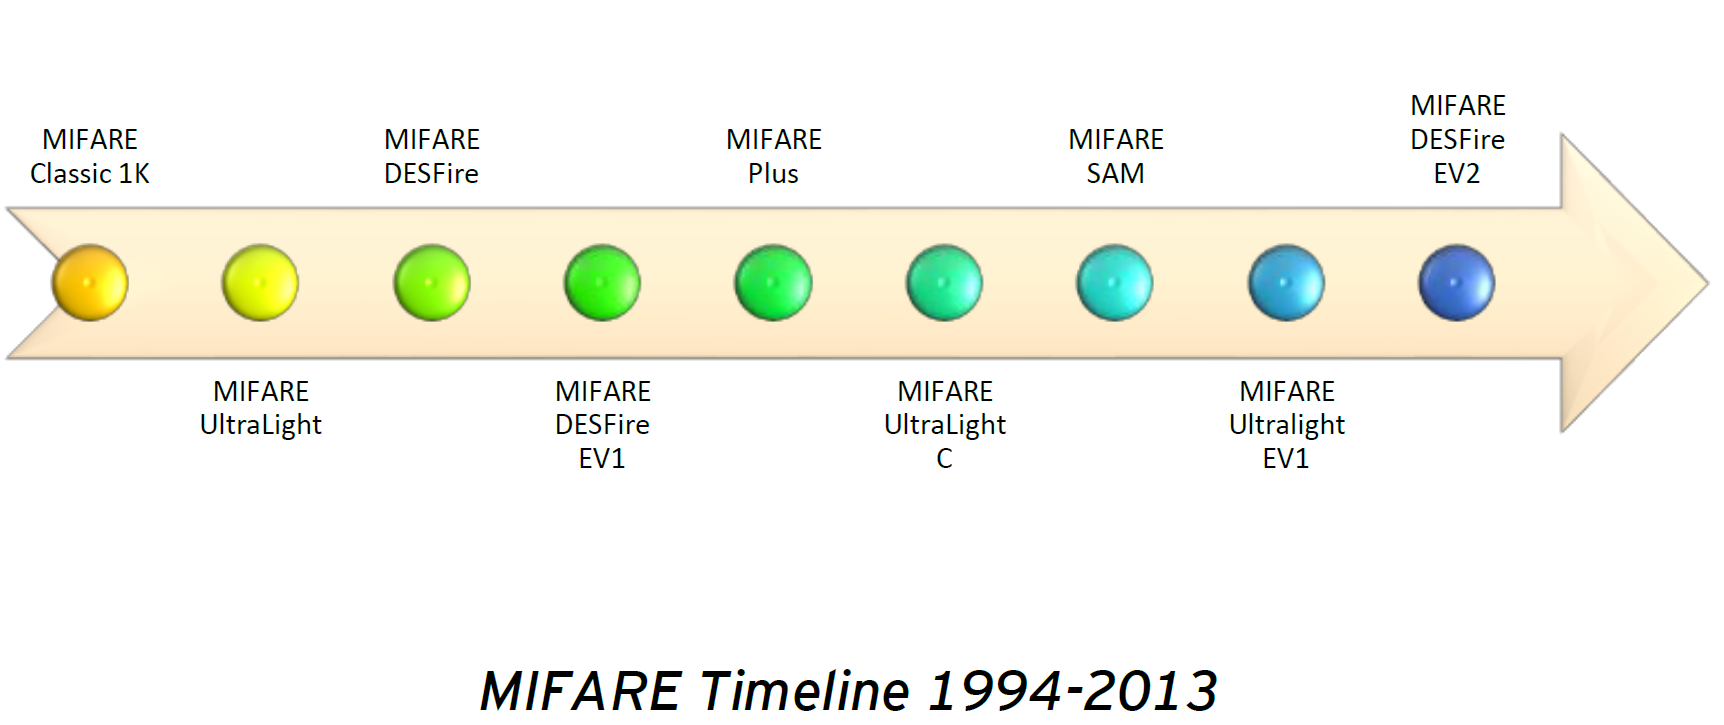 MIFARE
Classic 1K
MIFARE
UltraLight
MIFARE
DESFire
MIFARE
DESFire
EV1
MIFARE
Plus
MIFARE
UltraLight
C
MIFARE
SAM
MIFARE
Ultralight
EV1
MIFARE
DESFire
EV2
MIFARE Timeline 1994-2013